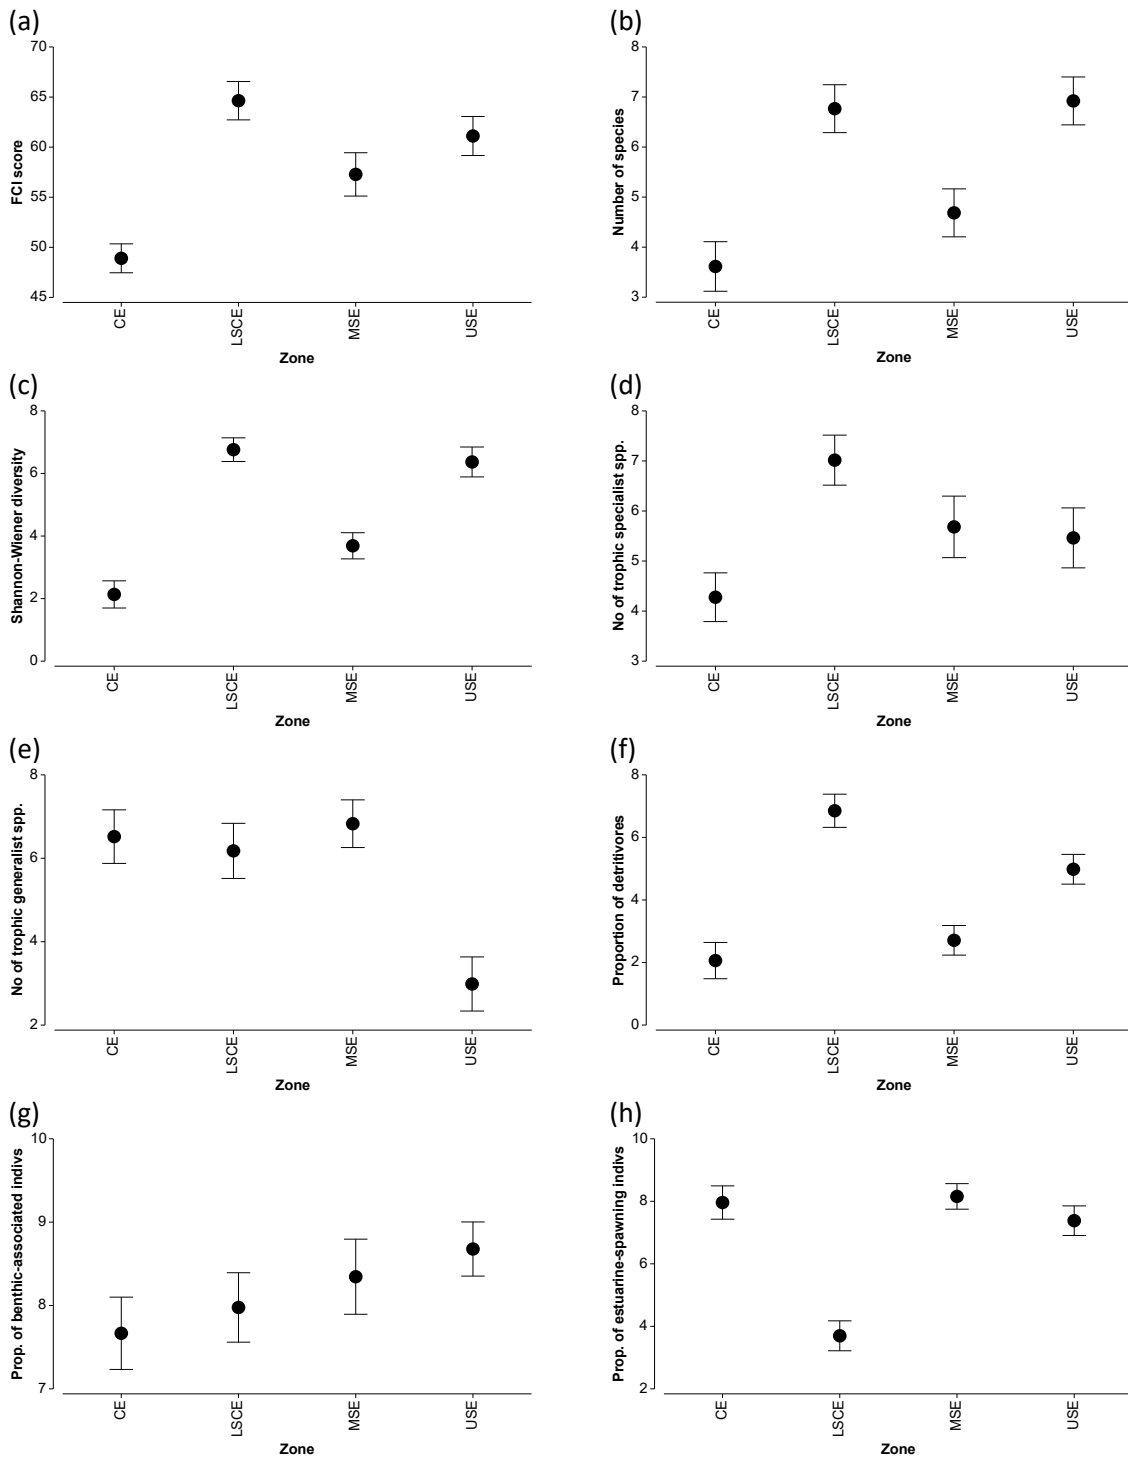 (a)
FCI score
70
65
60
55
50
45
CE
LSCE
MSE
USE
Zone
(b)
Number of species
8
7
6
5
4
3
CE
LSCE
MSE
USE
Zone
(c)
Shannon-Wiener diversity
8
6
4
2
0
CE
LSCE
MSE
USE
Zone
(d)
No of trophic specialist spp.
8
7
6
5
4
3
CE
LSCE
MSE
USE
Zone
(e)
No of trophic generalist spp.
8
6
4
2
CE
LSCE
MSE
USE
Zone
(f)
Proportion of detritivores
8
6
4
2
0
CE
LSCE
MSE
USE
Zone
(g)
Prop. of benthic-associated indivs
10
9
8
7
CE
LSCE
MSE
USE
Zone
(h)
Prop. of estuarine-spawning indivs
10
8
6
4
2
CE
LSCE
MSE
USE
Zone